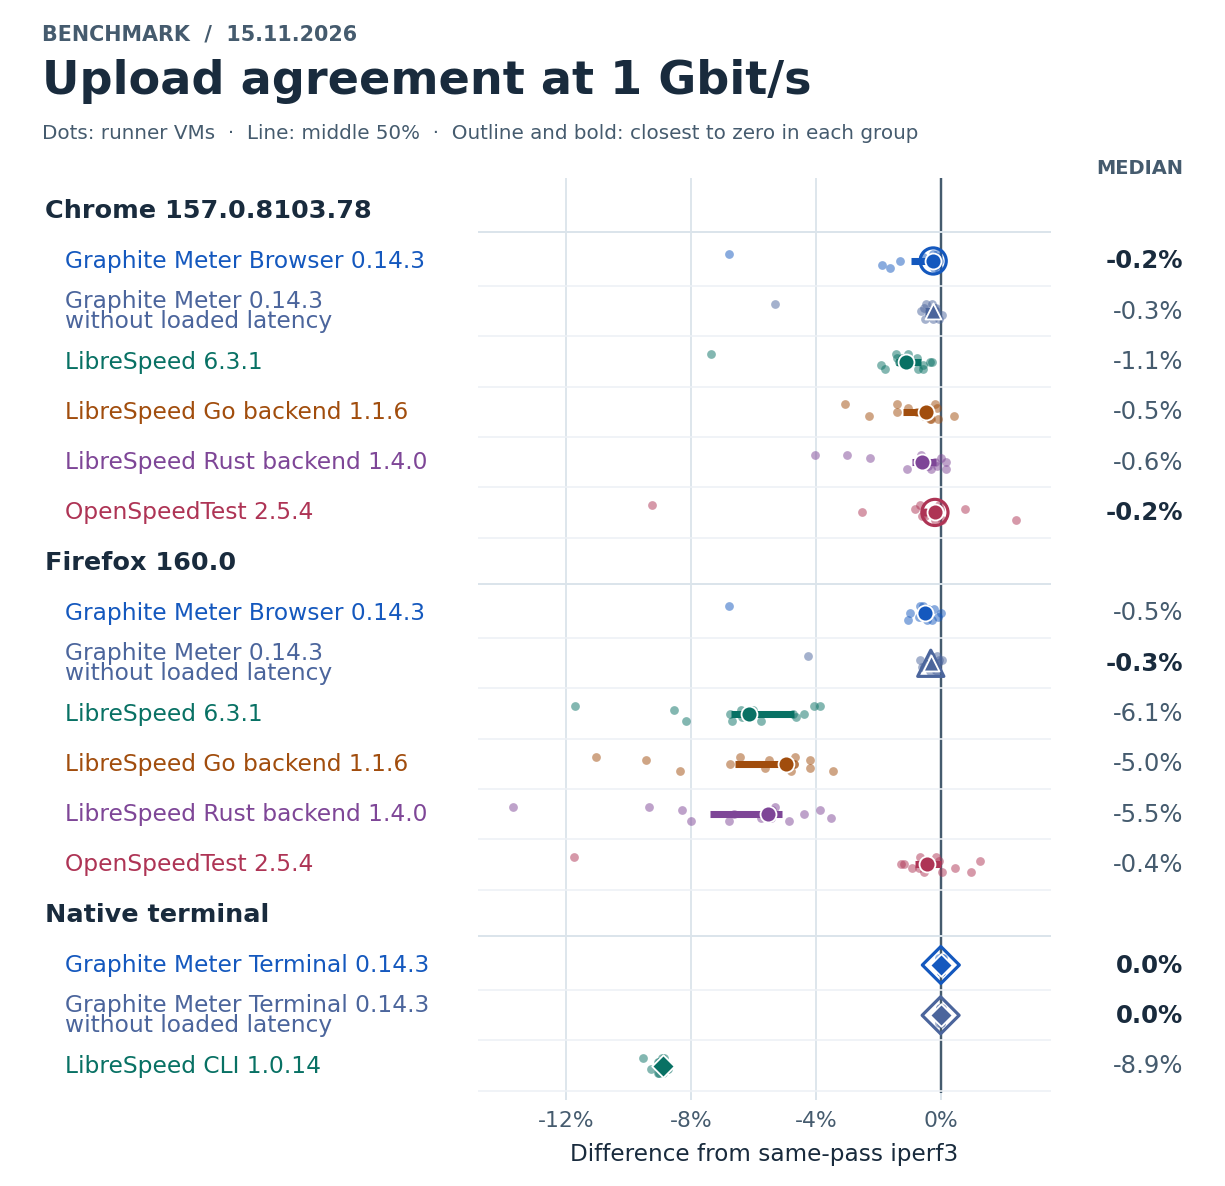 BENCHMARK / 15.11.2026
Upload agreement at 1 Gbit/s
Dots: runner VMs · Line: middle 50% · Outline and bold: closest to zero in each group
MEDIAN
Chrome 157.0.8103.78
Graphite Meter Browser 0.14.3 -0.2%
Graphite Meter 0.14.3
without loaded latency -0.3%
LibreSpeed 6.3.1 -1.1%
LibreSpeed Go backend 1.1.6 -0.5%
LibreSpeed Rust backend 1.4.0 -0.6%
OpenSpeedTest 2.5.4 -0.2%
Firefox 160.0
Graphite Meter Browser 0.14.3 -0.5%
Graphite Meter 0.14.3
without loaded latency -0.3%
LibreSpeed 6.3.1 -6.1%
LibreSpeed Go backend 1.1.6 -5.0%
LibreSpeed Rust backend 1.4.0 -5.5%
OpenSpeedTest 2.5.4 -0.4%
Native terminal
Graphite Meter Terminal 0.14.3 0.0%
Graphite Meter Terminal 0.14.3
without loaded latency 0.0%
LibreSpeed CLI 1.0.14 -8.9%
-12% -8% -4% 0%
Difference from same-pass iperf3